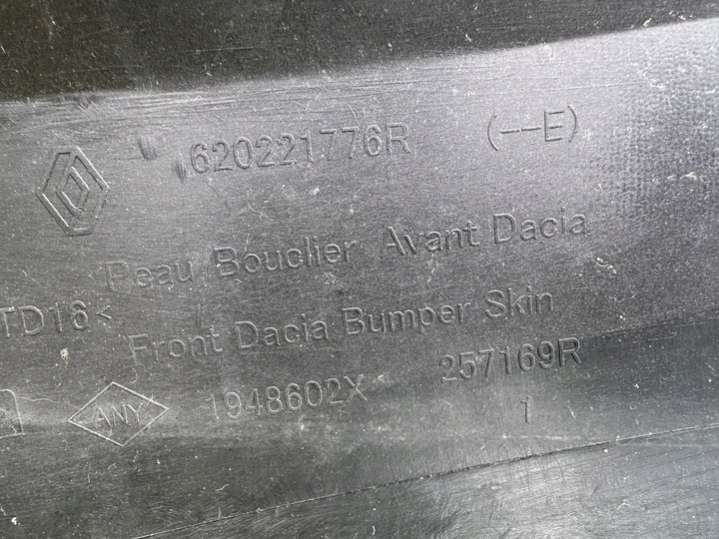 620221776R (--E)
Peau Bouclier Avant Dacia
TD16<
Front Dacia Bumper Skin
ANY 1948602X 257169R
1